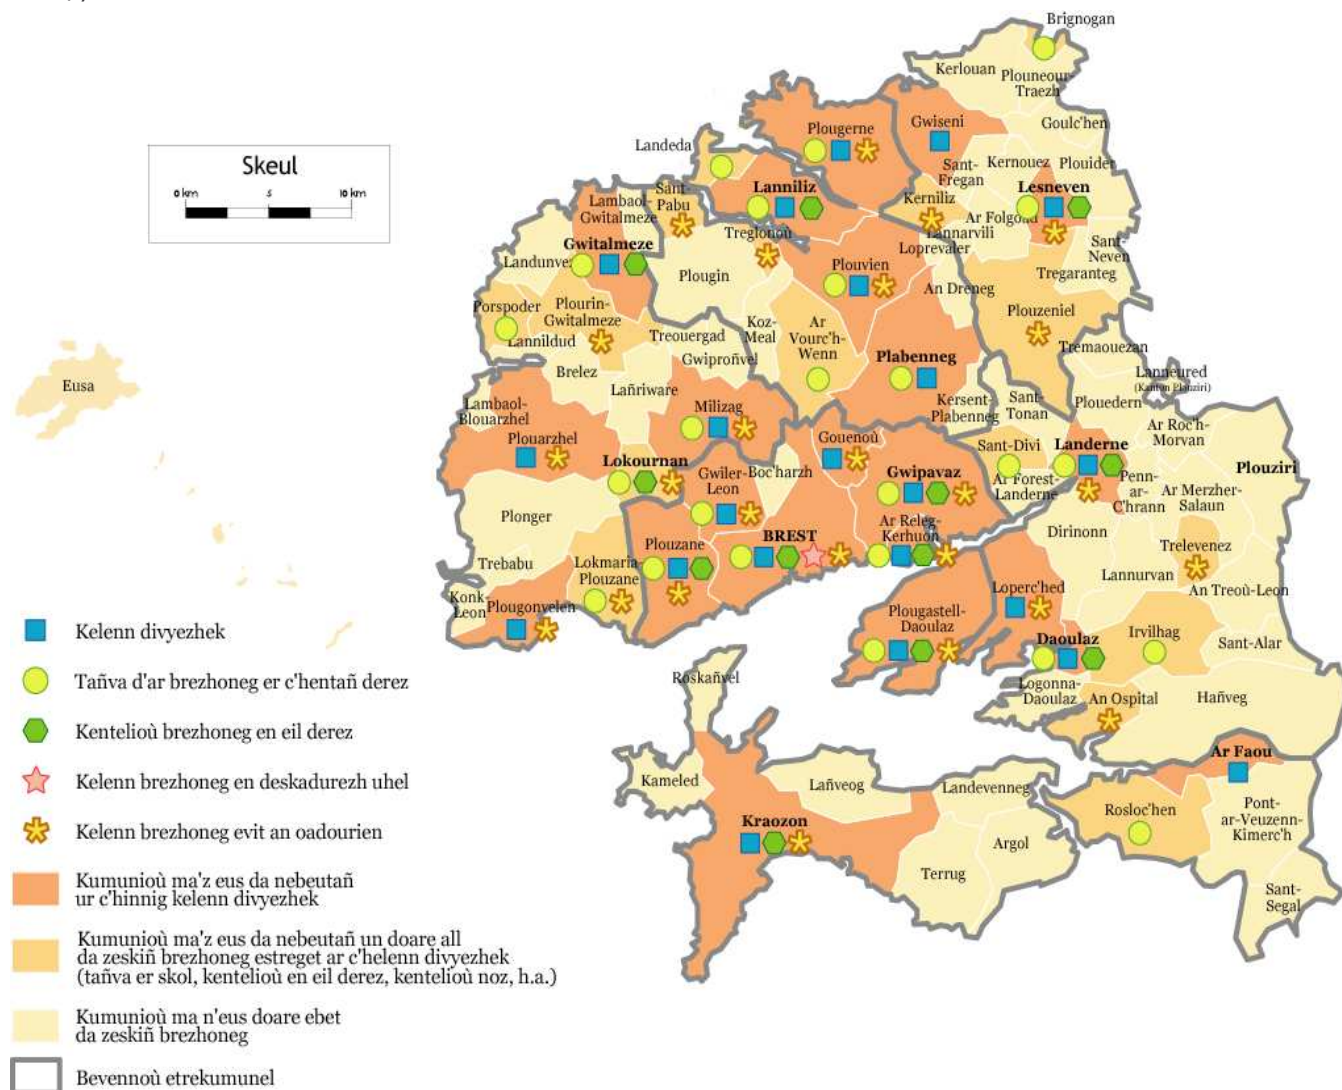 Skeul
0 km 5 10 km
Brignogan
Kerlouan
Plouneour-
Traezh
Goulc'hen
Plougerne
Gwiseni
Landeda
Kernouez
Plouider
Sant-
Fregan
Lanniliz
Lesneven
Sant-
Pabu
Lambaol-
Gwitalmeze
Kerniliz
Ar Folgoad
Lannarvili
Treglonoù
Loprevaler
Sant-
Neven
Gwitalmeze
Landunvez
Plougin
Plouvien
Tregaranteg
An Dreneg
Porspoder
Plourin-
Gwitalmeze
Plouzeniel
Lannildud
Treouergad
Koz-
Meal
Ar
Vourc'h-
Wenn
Tremaouezan
Gwiproñvel
Plabenneg
Lanneured
(Kanton Plouziri)
Brelez
Lañriware
Eusa
Kersent-
Plabenneg
Sant-
Tonan
Plouedern
Lambaol-
Blouarzhel
Milizag
Ar Roc'h-
Morvan
Plouarzhel
Gouenoù
Sant-Divi
Landerne
Lokournan
Gwiler-
Leon
Boc'harzh
Gwipavaz
Plouziri
Ar Forest-
Landerne
Penn-
ar-
C'hrann
Ar Merzher-
Salaun
Plonger
Dirinonn
BREST
Ar Releg-
Kerhuon
Plouzane
Trelevenez
Trebabu
Lokmaria-
Plouzane
Lannurvan
Loperc'hed
An Treoù-Leon
Konk-
Leon
Plougonvelen
Plougastell-
Daoulaz
Daoulaz
Irvilhag
Sant-Alar
Roskañvel
Logonna-
Daoulaz
An Ospital
Hañveg
Ar Faou
Kameled
Lañveog
Landevenneg
Rosloc'hen
Pont-
ar-Veuzenn-
Kimerc'h
Kraozon
Argol
Terrug
Sant-
Segal
Kelenn divyezhek
Tañva d'ar brezhoneg er c'hentañ derez
Kentelioù brezhoneg en eil derez
Kelenn brezhoneg en deskadurezh uhel
Kelenn brezhoneg evit an oadourien
Kumunioù ma'z eus da nebeutañ
ur c'hinnig kelenn divyezhek
Kumunioù ma'z eus da nebeutañ un doare all
da zeskiñ brezhoneg estreget ar c'helenn divyezhek
(tañva er skol, kentelioù en eil derez, kentelioù noz, h.a.)
Kumunioù ma n'eus doare ebet
da zeskiñ brezhoneg
Bevennoù etrekumunel